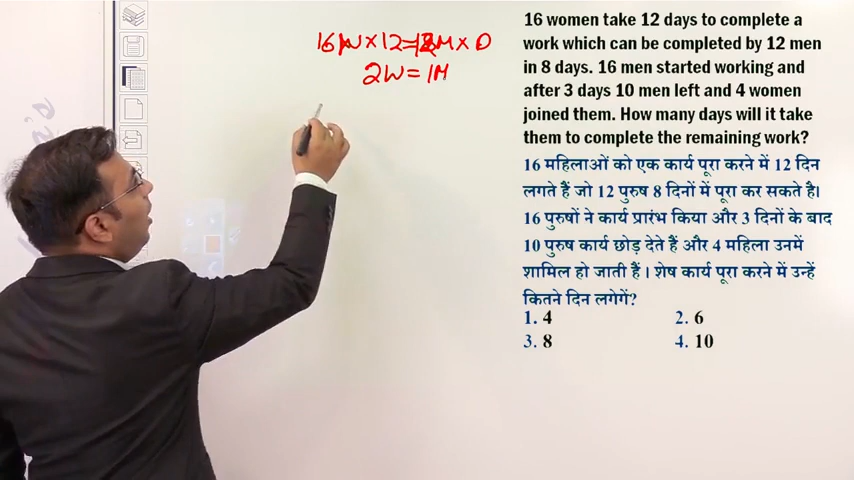 16W×12=12M×8
2W=1M
16 women take 12 days to complete a
work which can be completed by 12 men
in 8 days. 16 men started working and
after 3 days 10 men left and 4 women
joined them. How many days will it take
them to complete the remaining work?
16 महिलाओं को एक कार्य पूरा करने में 12 दिन
लगते हैं जो 12 पुरुष 8 दिनों में पूरा कर सकते है।
16 पुरुषों ने कार्य प्रारंभ किया और 3 दिनों के बाद
10 पुरुष कार्य छोड़ देते हैं और 4 महिला उनमें
शामिल हो जाती हैं । शेष कार्य पूरा करने में उन्हें
कितने दिन लगेगें?
1. 4 2. 6
3. 8 4. 10